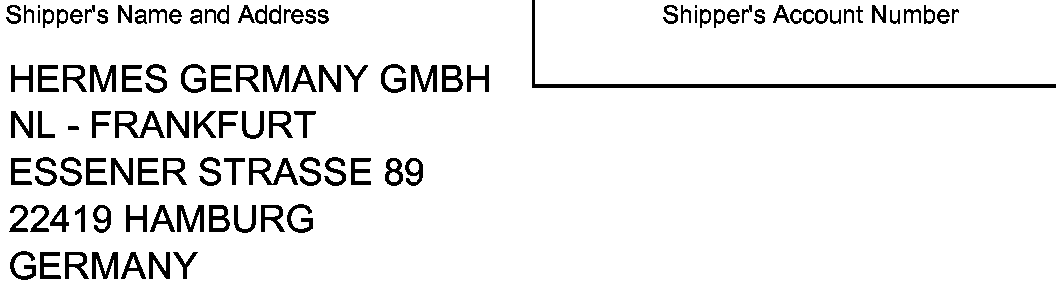 Shipper's Name and Address
Shipper's Account Number
HERMES GERMANY GMBH
NL - FRANKFURT
ESSENER STRASSE 89
22419 HAMBURG
GERMANY